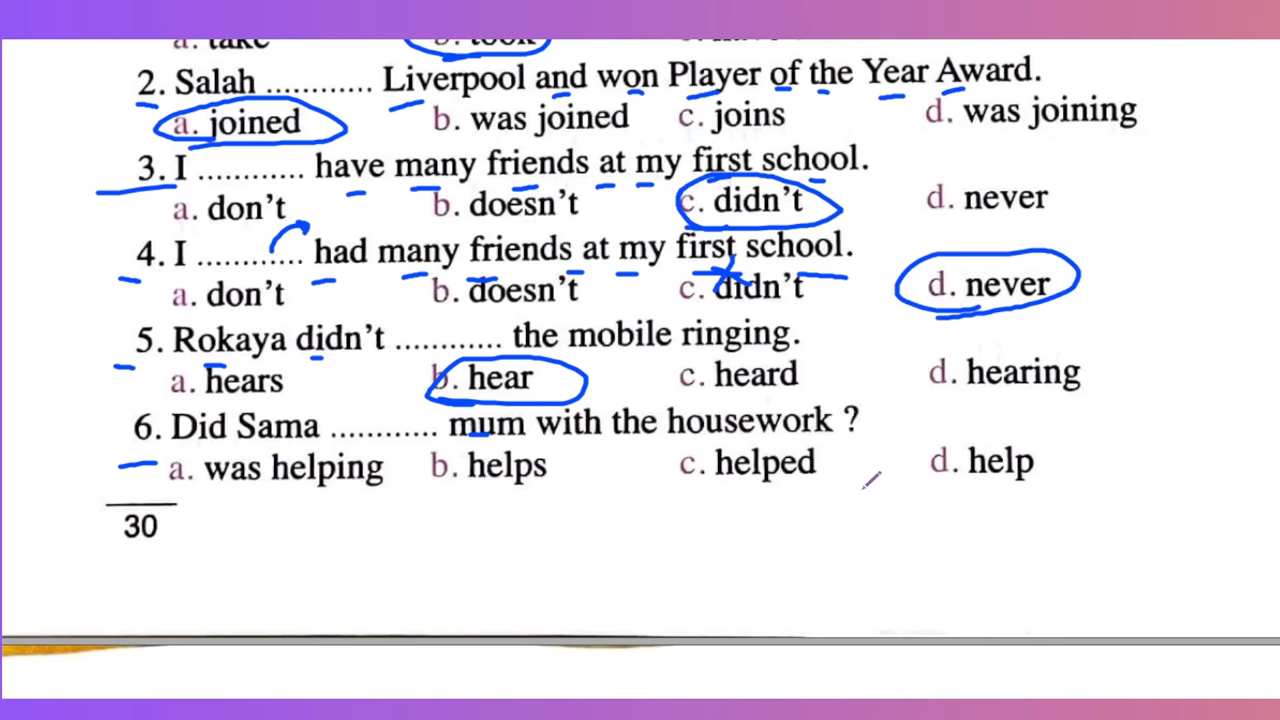 a. take b. took
2. Salah ............ Liverpool and won Player of the Year Award.
a. joined b. was joined c. joins d. was joining
3. I ............ have many friends at my first school.
a. don't b. doesn't c. didn't d. never
4. I ............ had many friends at my first school.
a. don't b. doesn't c. didn't d. never
5. Rokaya didn't ............ the mobile ringing.
a. hears b. hear c. heard d. hearing
6. Did Sama ............ mum with the housework ?
a. was helping b. helps c. helped d. help
30